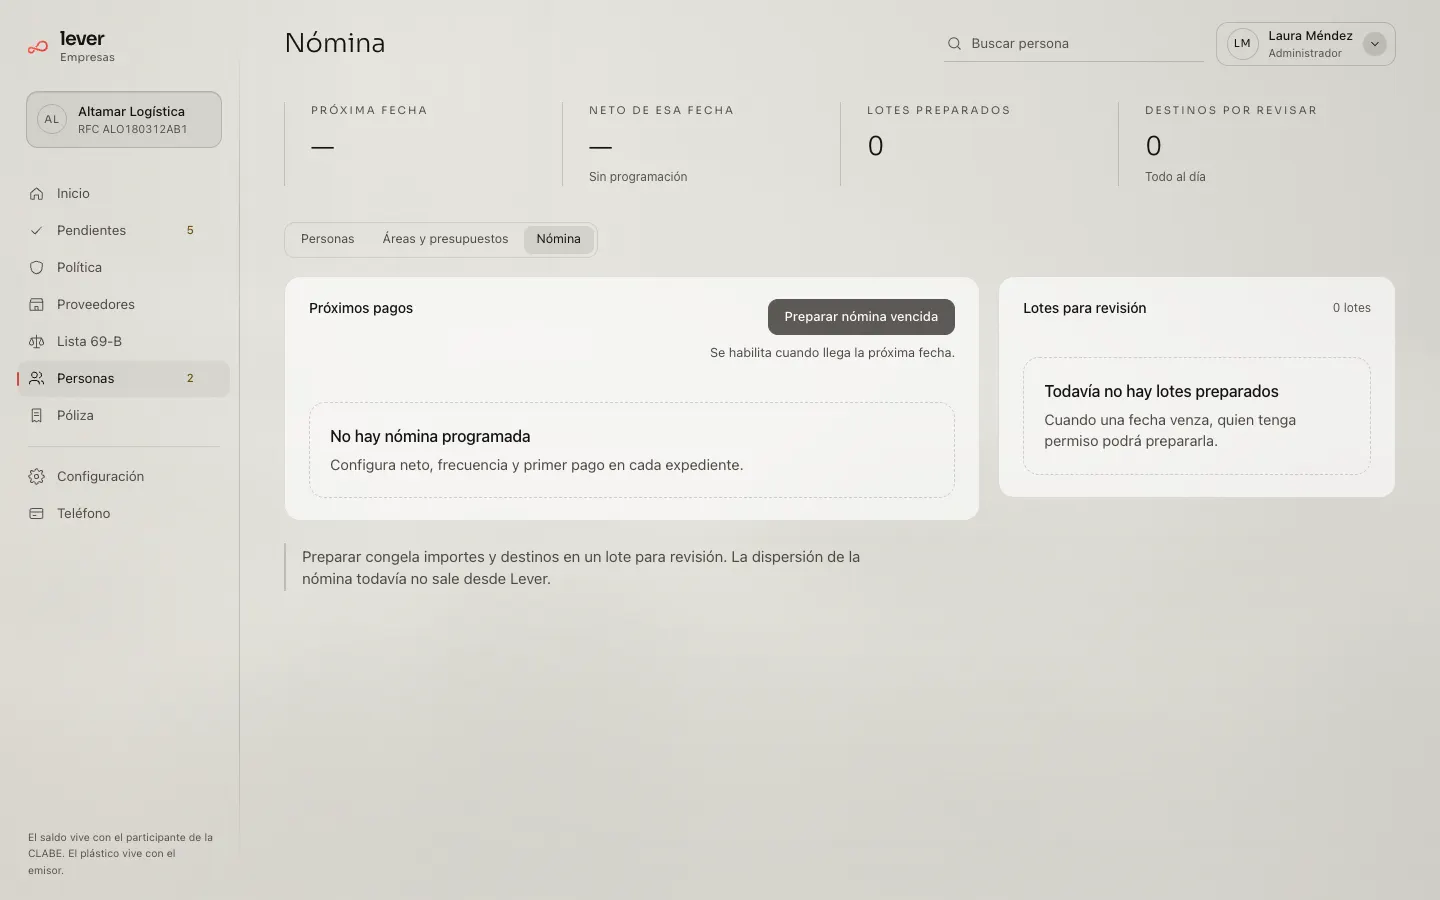 lever
Empresas
AL
Altamar Logística
RFC ALO180312AB1
Inicio
Pendientes 5
Política
Proveedores
Lista 69-B
Personas 2
Póliza
Configuración
Teléfono
El saldo vive con el participante de la
CLABE. El plástico vive con el
emisor.
Nómina
Buscar persona
LM
Laura Méndez
Administrador
PRÓXIMA FECHA
—
NETO DE ESA FECHA
—
Sin programación
LOTES PREPARADOS
0
DESTINOS POR REVISAR
0
Todo al día
Personas
Áreas y presupuestos
Nómina
Próximos pagos
Preparar nómina vencida
Se habilita cuando llega la próxima fecha.
No hay nómina programada
Configura neto, frecuencia y primer pago en cada expediente.
Lotes para revisión
0 lotes
Todavía no hay lotes preparados
Cuando una fecha venza, quien tenga
permiso podrá prepararla.
Preparar congela importes y destinos en un lote para revisión. La dispersión de la
nómina todavía no sale desde Lever.